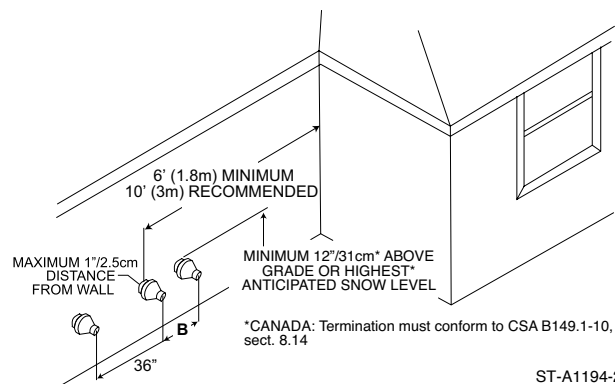 6' (1.8m) MINIMUM
10' (3m) RECOMMENDED
MAXIMUM 1"/2.5cm
DISTANCE
FROM WALL
MINIMUM 12"/31cm* ABOVE
GRADE OR HIGHEST*
ANTICIPATED SNOW LEVEL
B
36”
*CANADA: Termination must conform to CSA B149.1-10,
sect. 8.14